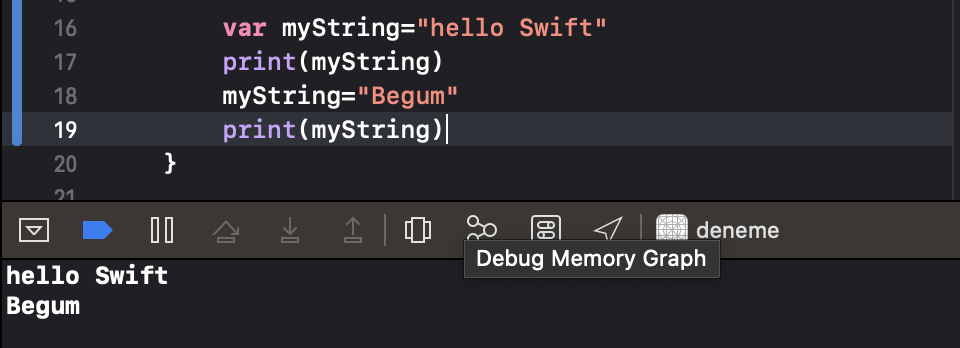 16 var myString="hello Swift"
17 print(myString)
18 myString="Begum"
19 print(myString)
20 }
21
deneme
Debug Memory Graph
hello Swift
Begum